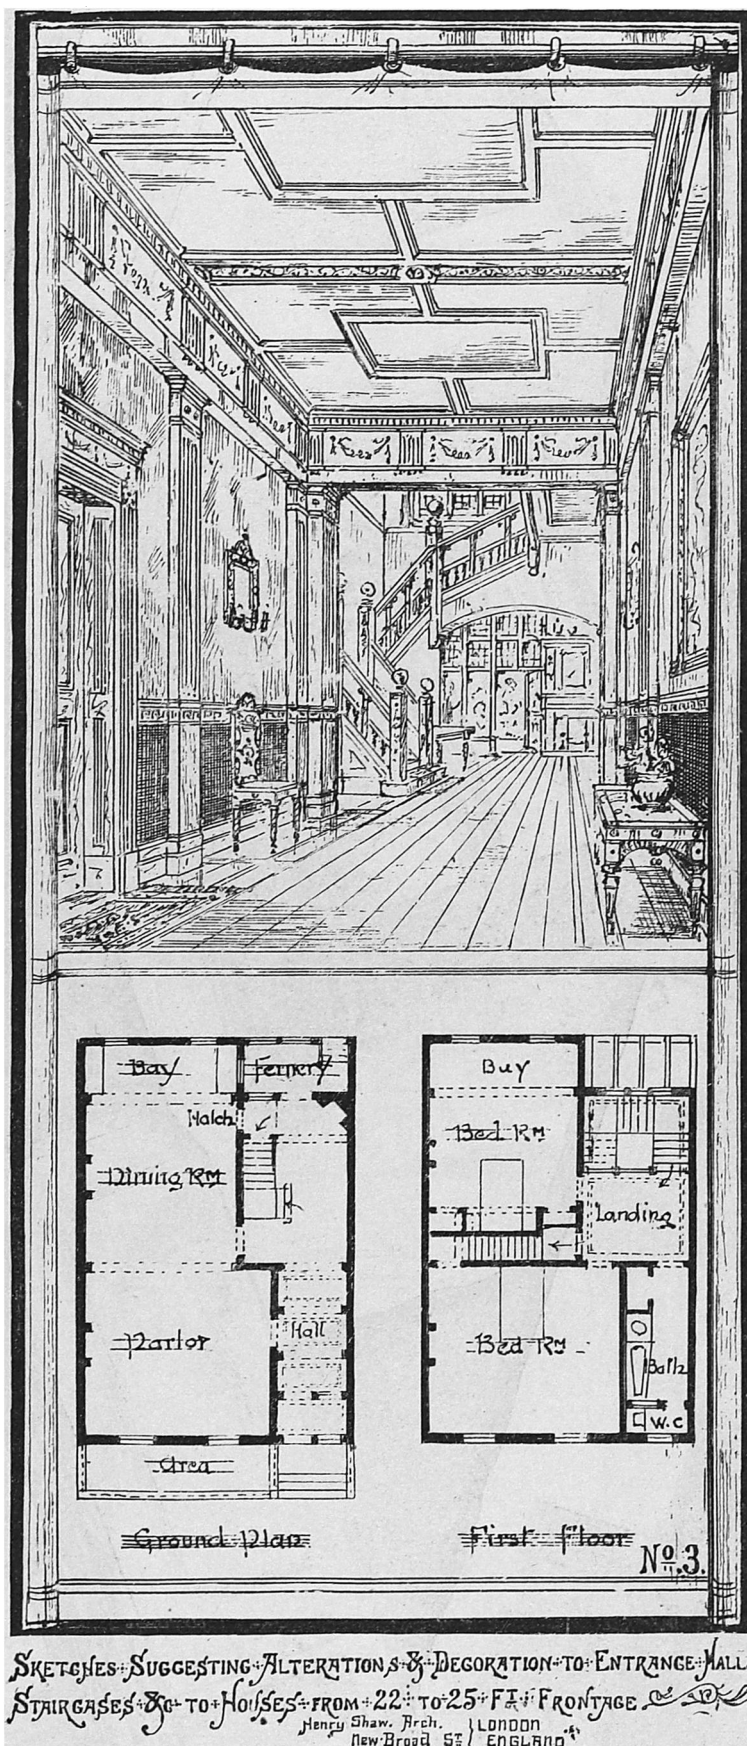 Bay
Fernery
Hatch
Dining Rm
Parlor
Hall
Area
Ground Plan
Buy
Bed Rm
Landing
Bed Rm
Bath
W.C
First Floor
No. 3.
SKETCHES SUGGESTING ALTERATIONS & DECORATION TO ENTRANCE HALL
STAIRCASES &c TO HOUSES FROM 22 TO 25 FT FRONTAGE
Henry Shaw. Arch. LONDON
New Broad St ENGLAND